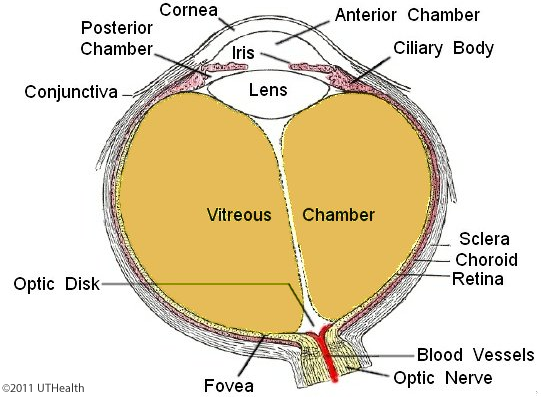 Cornea
Anterior Chamber
Posterior
Chamber
Iris
Ciliary Body
Conjunctiva
Lens
Vitreous Chamber
Sclera
Choroid
Retina
Optic Disk
Blood Vessels
Optic Nerve
Fovea
©2011 UTHealth